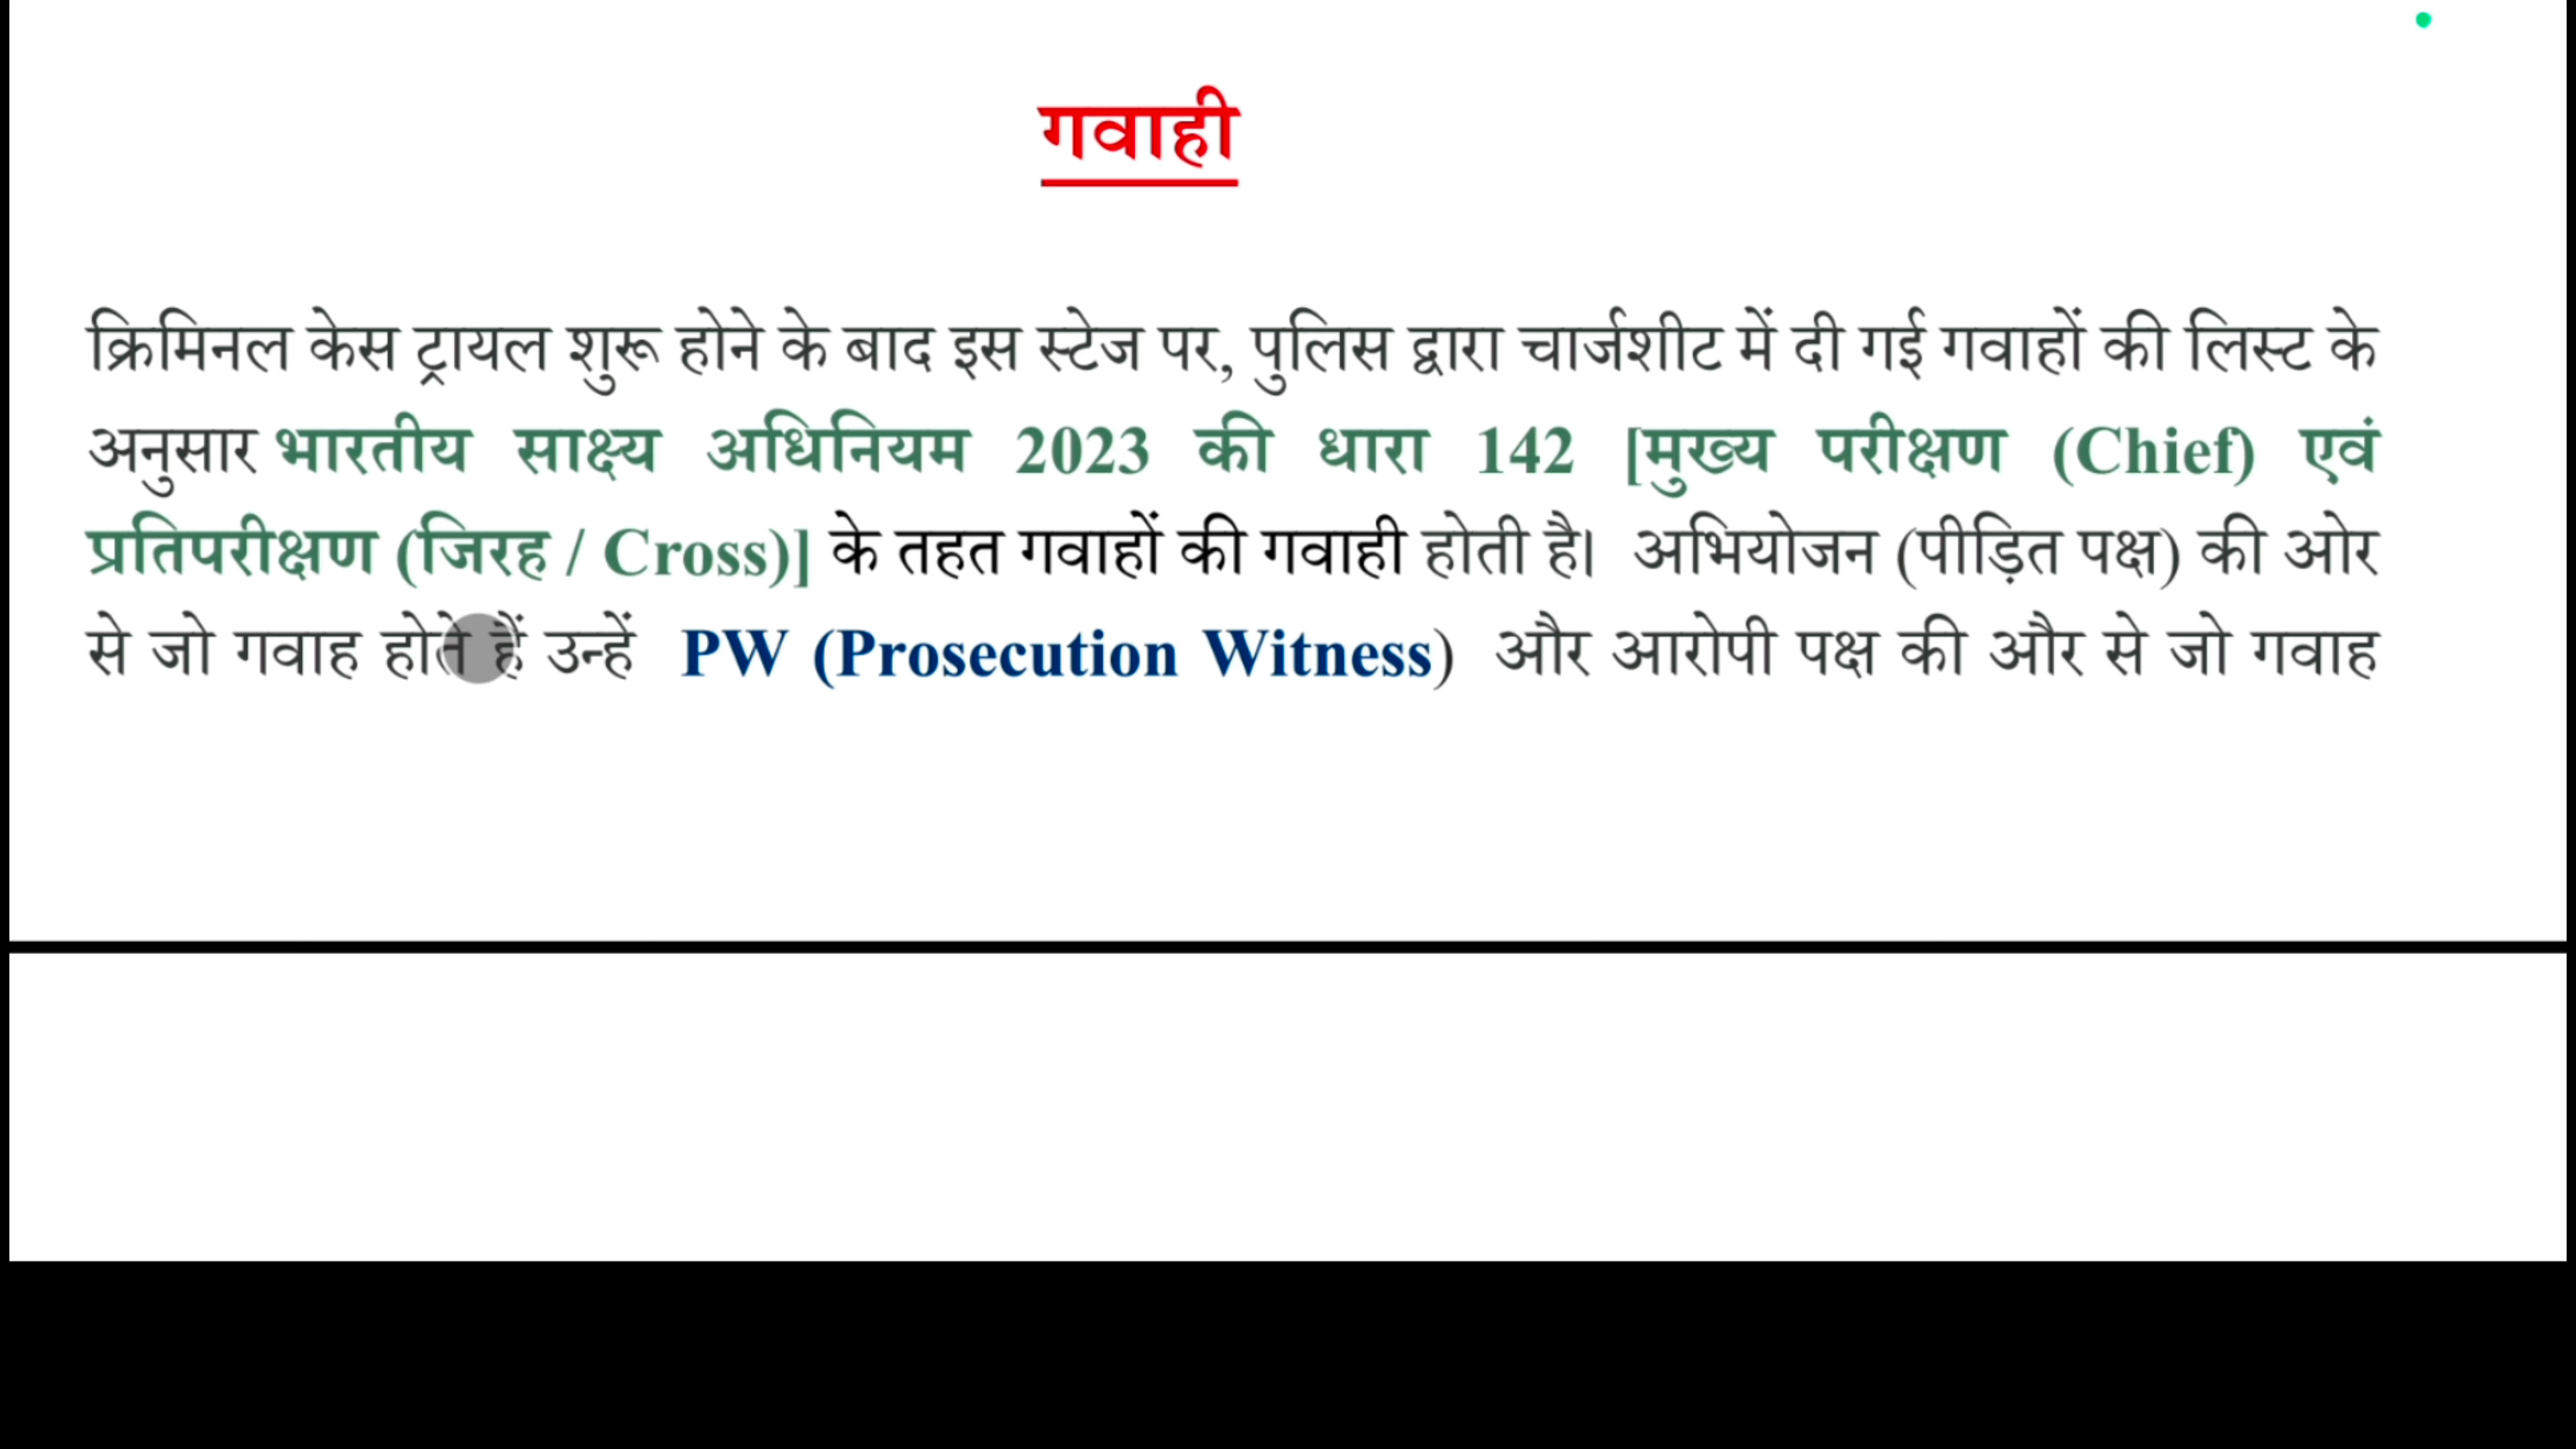 गवाही
क्रिमिनल केस ट्रायल शुरू होने के बाद इस स्टेज पर, पुलिस द्वारा चार्जशीट में दी गई गवाहों की लिस्ट के
अनुसार भारतीय साक्ष्य अधिनियम 2023 की धारा 142 [मुख्य परीक्षण (Chief) एवं
प्रतिपरीक्षण (जिरह / Cross)] के तहत गवाहों की गवाही होती है। अभियोजन (पीड़ित पक्ष) की ओर
से जो गवाह होते हैं उन्हें PW (Prosecution Witness) और आरोपी पक्ष की और से जो गवाह